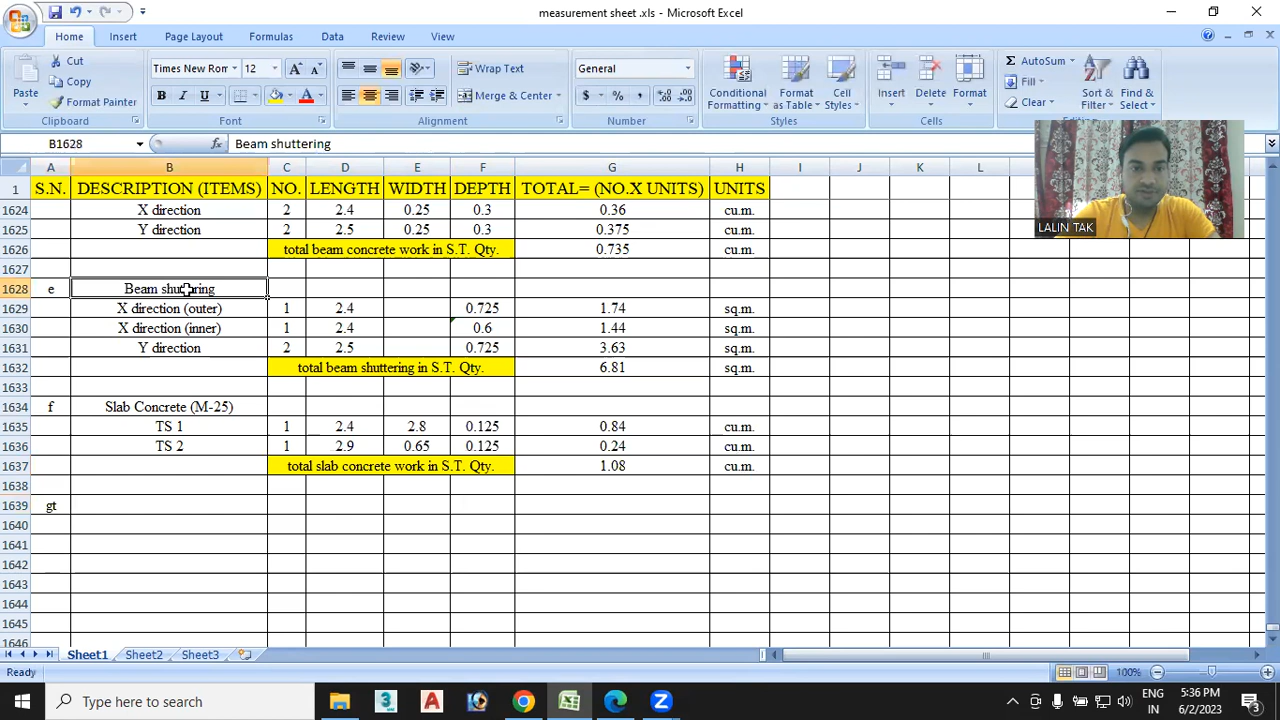 measurement sheet .xls - Microsoft Excel
Home Insert Page Layout Formulas Data Review View
Paste Cut Copy Format Painter Clipboard
Times New Rom 12 B I U A Font
Wrap Text Merge & Center Alignment
General $ % , Number
Conditional Formatting Format as Table Cell Styles Styles
Insert Delete Format Cells
Σ AutoSum Fill Clear Sort & Filter Find & Select
B1628 fx Beam shuttering
A B C D E F G H I J K L
1 S.N. DESCRIPTION (ITEMS) NO. LENGTH WIDTH DEPTH TOTAL= (NO.X UNITS) UNITS
1624 X direction 2 2.4 0.25 0.3 0.36 cu.m.
1625 Y direction 2 2.5 0.25 0.3 0.375 cu.m.
1626 total beam concrete work in S.T. Qty. 0.735 cu.m.
1627
1628 e Beam shuttering
1629 X direction (outer) 1 2.4 0.725 1.74 sq.m.
1630 X direction (inner) 1 2.4 0.6 1.44 sq.m.
1631 Y direction 2 2.5 0.725 3.63 sq.m.
1632 total beam shuttering in S.T. Qty. 6.81 sq.m.
1633
1634 f Slab Concrete (M-25)
1635 TS 1 1 2.4 2.8 0.125 0.84 cu.m.
1636 TS 2 1 2.9 0.65 0.125 0.24 cu.m.
1637 total slab concrete work in S.T. Qty. 1.08 cu.m.
1638
1639 gt
1640
1641
1642
1643
1644
1645
1646
LALIN TAK
Sheet1 Sheet2 Sheet3
Ready 100%
Type here to search
ENG IN 5:36 PM 6/2/2023 3